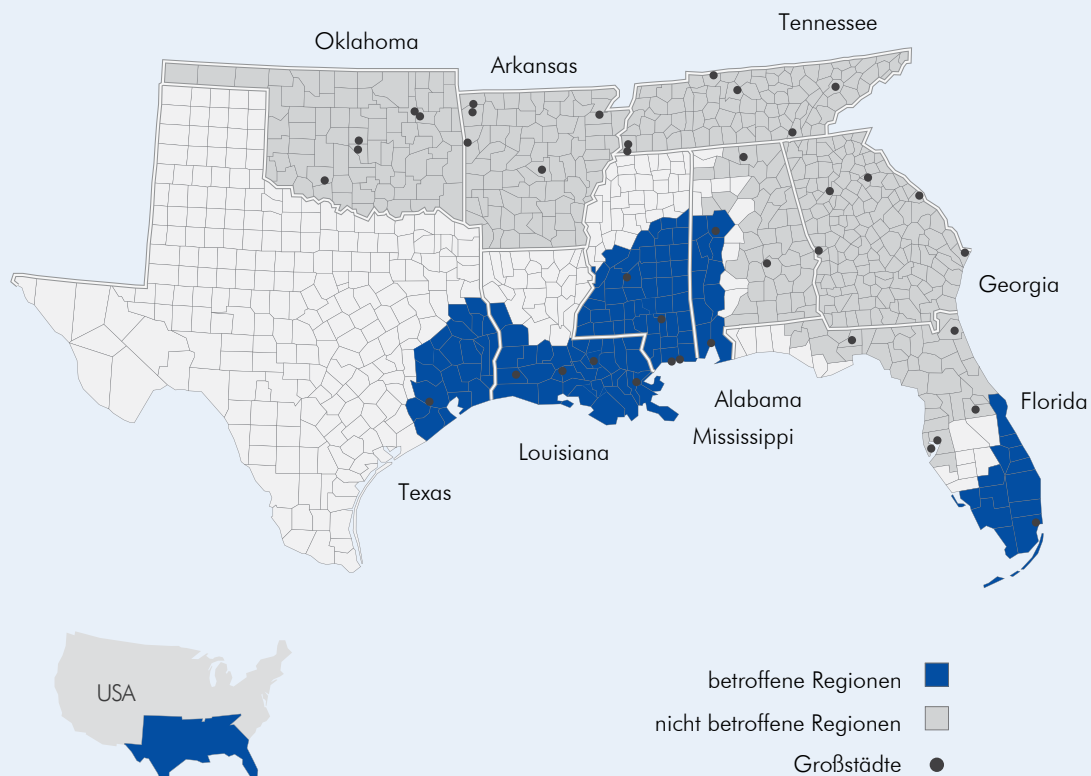 Tennessee
Oklahoma
Arkansas
Georgia
Florida
Alabama
Mississippi
Louisiana
Texas
USA
betroffene Regionen
nicht betroffene Regionen
Großstädte